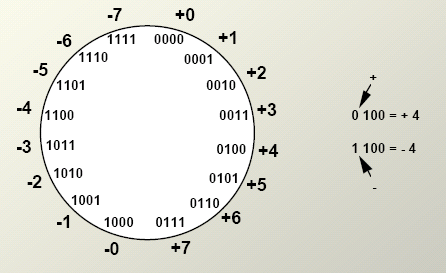 -7 +0
-6 1111 0000 +1
1110 0001
-5 1101 0010 +2
-4 1100 0011 +3
-3 1011 0100 +4
-2 1010 0101 +5
-1 1001 0110 +6
-0 1000 0111 +7
+
0 100 = + 4
1 100 = - 4
-